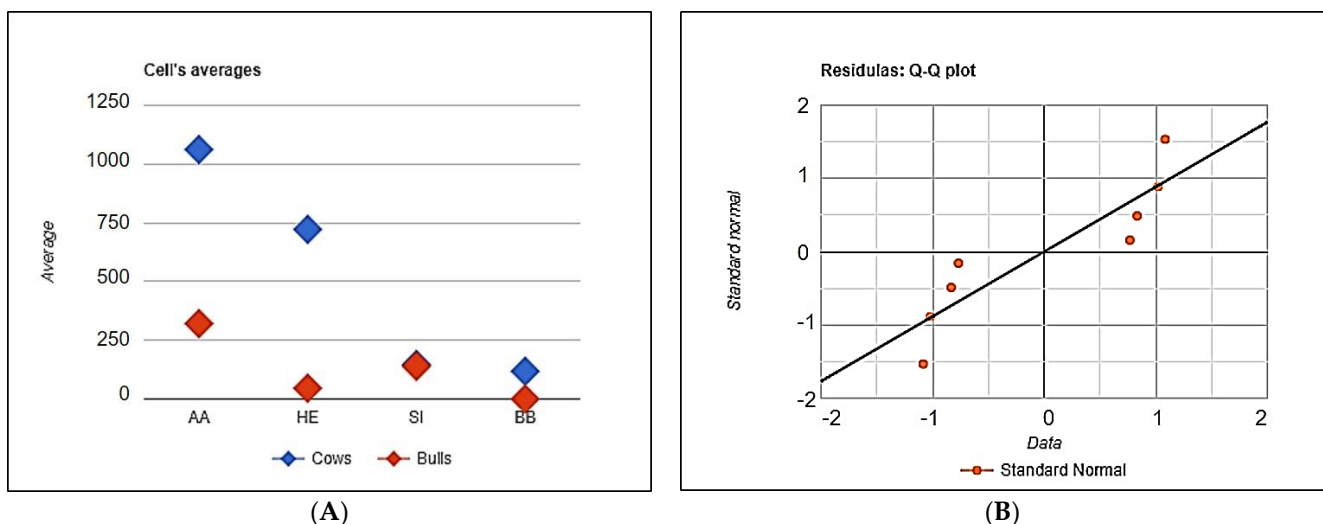 Cell's averages
1250
1000
750
500
250
0
Average
AA HE SI BB
Cows Bulls
(A)
Residulas: Q-Q plot
2
1
0
-1
-2
Standard normal
-2 -1 0 1 2
Data
Standard Normal
(B)